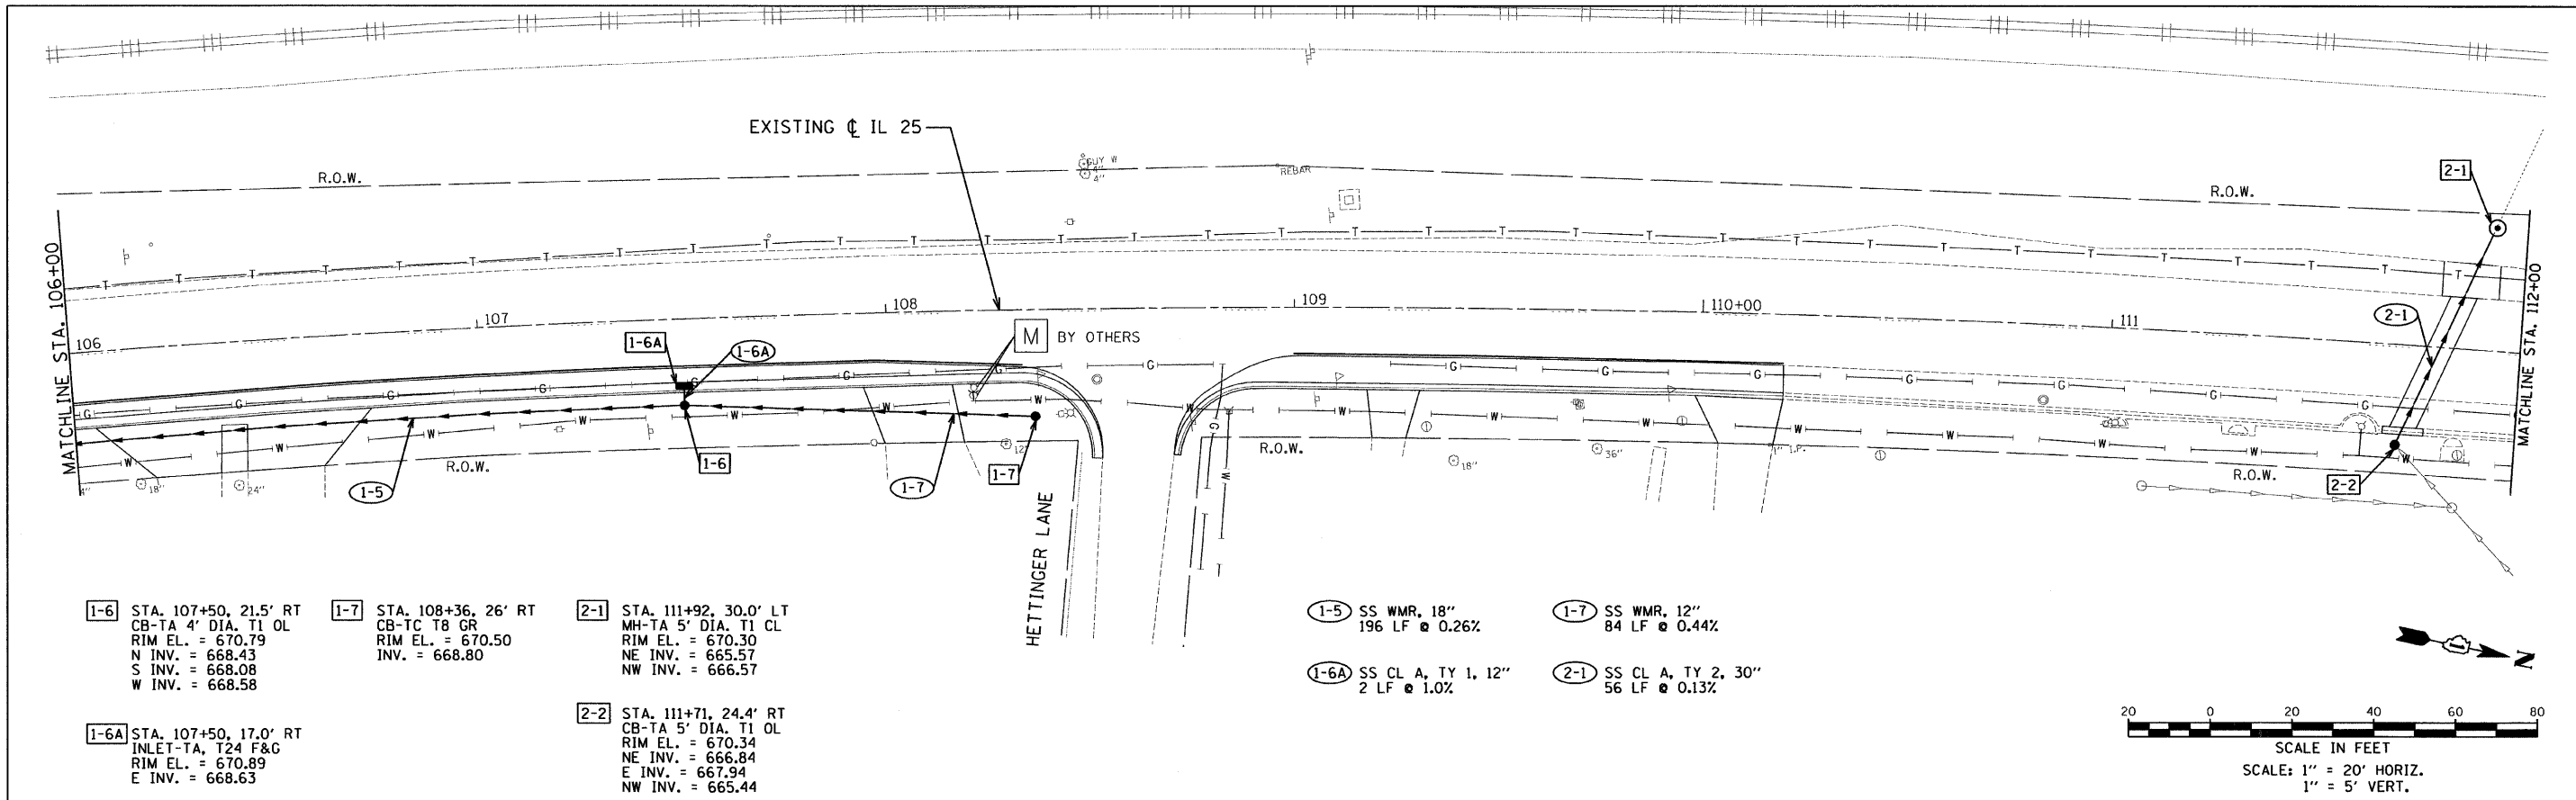 EXISTING ℄ IL 25
GUY W
4"
4"
REBAR
R.O.W.
R.O.W.
2-1
MATCHLINE STA. 106+00
MATCHLINE STA. 112+00
T T T T T T T T T T T T T T T T T T T T T T T T T T T T T T T T T
106
107
108
109
110+00
111
M BY OTHERS
1-6A
1-6A
2-1
G G G G G G G G G G G G G G
W W W W W W W W W W W W W
1-6
1-5
1-7
1-7
2-2
R.O.W.
R.O.W.
R.O.W.
4"
18"
24"
12"
18"
36"
1" I.P.
G
W
HETTINGER LANE
1-6 STA. 107+50, 21.5' RT
CB-TA 4' DIA. T1 OL
RIM EL. = 670.79
N INV. = 668.43
S INV. = 668.08
W INV. = 668.58
1-6A STA. 107+50, 17.0' RT
INLET-TA, T24 F&G
RIM EL. = 670.89
E INV. = 668.63
1-7 STA. 108+36, 26' RT
CB-TC T8 GR
RIM EL. = 670.50
INV. = 668.80
2-1 STA. 111+92, 30.0' LT
MH-TA 5' DIA. T1 CL
RIM EL. = 670.30
NE INV. = 665.57
NW INV. = 666.57
2-2 STA. 111+71, 24.4' RT
CB-TA 5' DIA. T1 OL
RIM EL. = 670.34
NE INV. = 666.84
E INV. = 667.94
NW INV. = 665.44
1-5 SS WMR, 18"
196 LF @ 0.26%
1-6A SS CL A, TY 1, 12"
2 LF @ 1.0%
1-7 SS WMR, 12"
84 LF @ 0.44%
2-1 SS CL A, TY 2, 30"
56 LF @ 0.13%
N
20 0 20 40 60 80
SCALE IN FEET
SCALE: 1" = 20' HORIZ.
1" = 5' VERT.